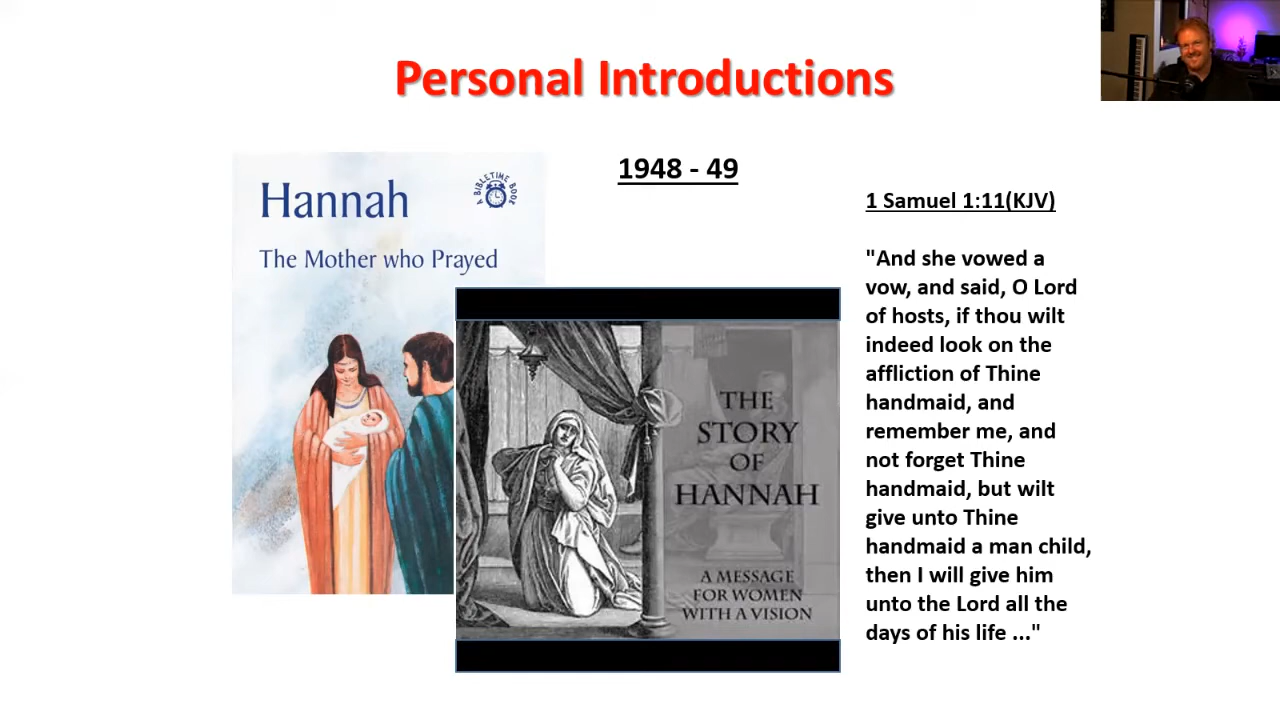 Personal Introductions
1948 - 49
Hannah
A BIBLETIME BOOK
The Mother who Prayed
THE
STORY
OF
HANNAH
A MESSAGE
FOR WOMEN
WITH A VISION
1 Samuel 1:11(KJV)
"And she vowed a
vow, and said, O Lord
of hosts, if thou wilt
indeed look on the
affliction of Thine
handmaid, and
remember me, and
not forget Thine
handmaid, but wilt
give unto Thine
handmaid a man child,
then I will give him
unto the Lord all the
days of his life ..."